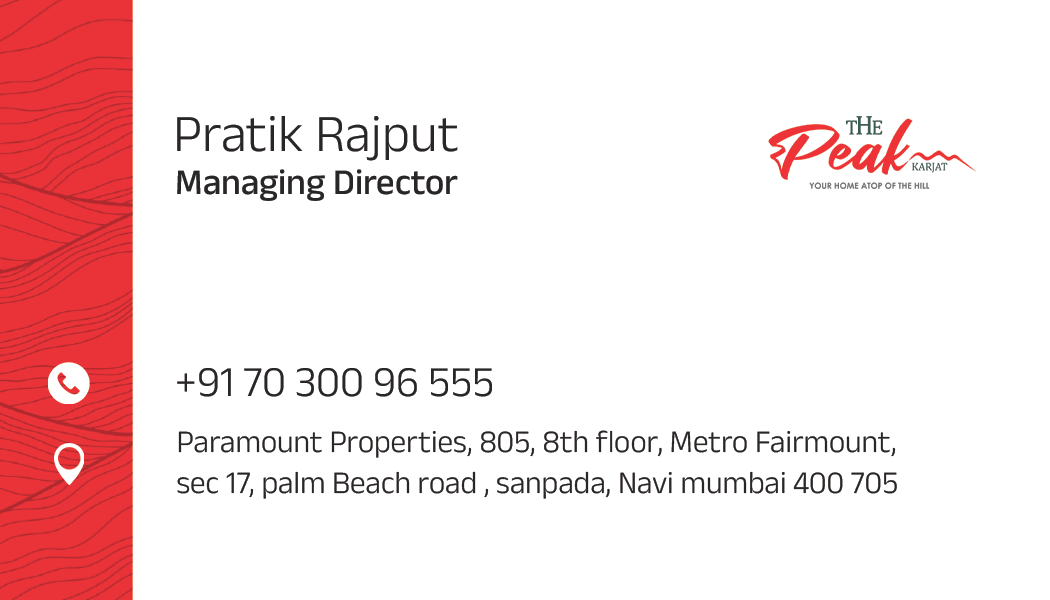 Pratik Rajput
Managing Director
THE
Peak
KARJAT
YOUR HOME ATOP OF THE HILL
+91 70 300 96 555
Paramount Properties, 805, 8th floor, Metro Fairmount,
sec 17, palm Beach road , sanpada, Navi mumbai 400 705